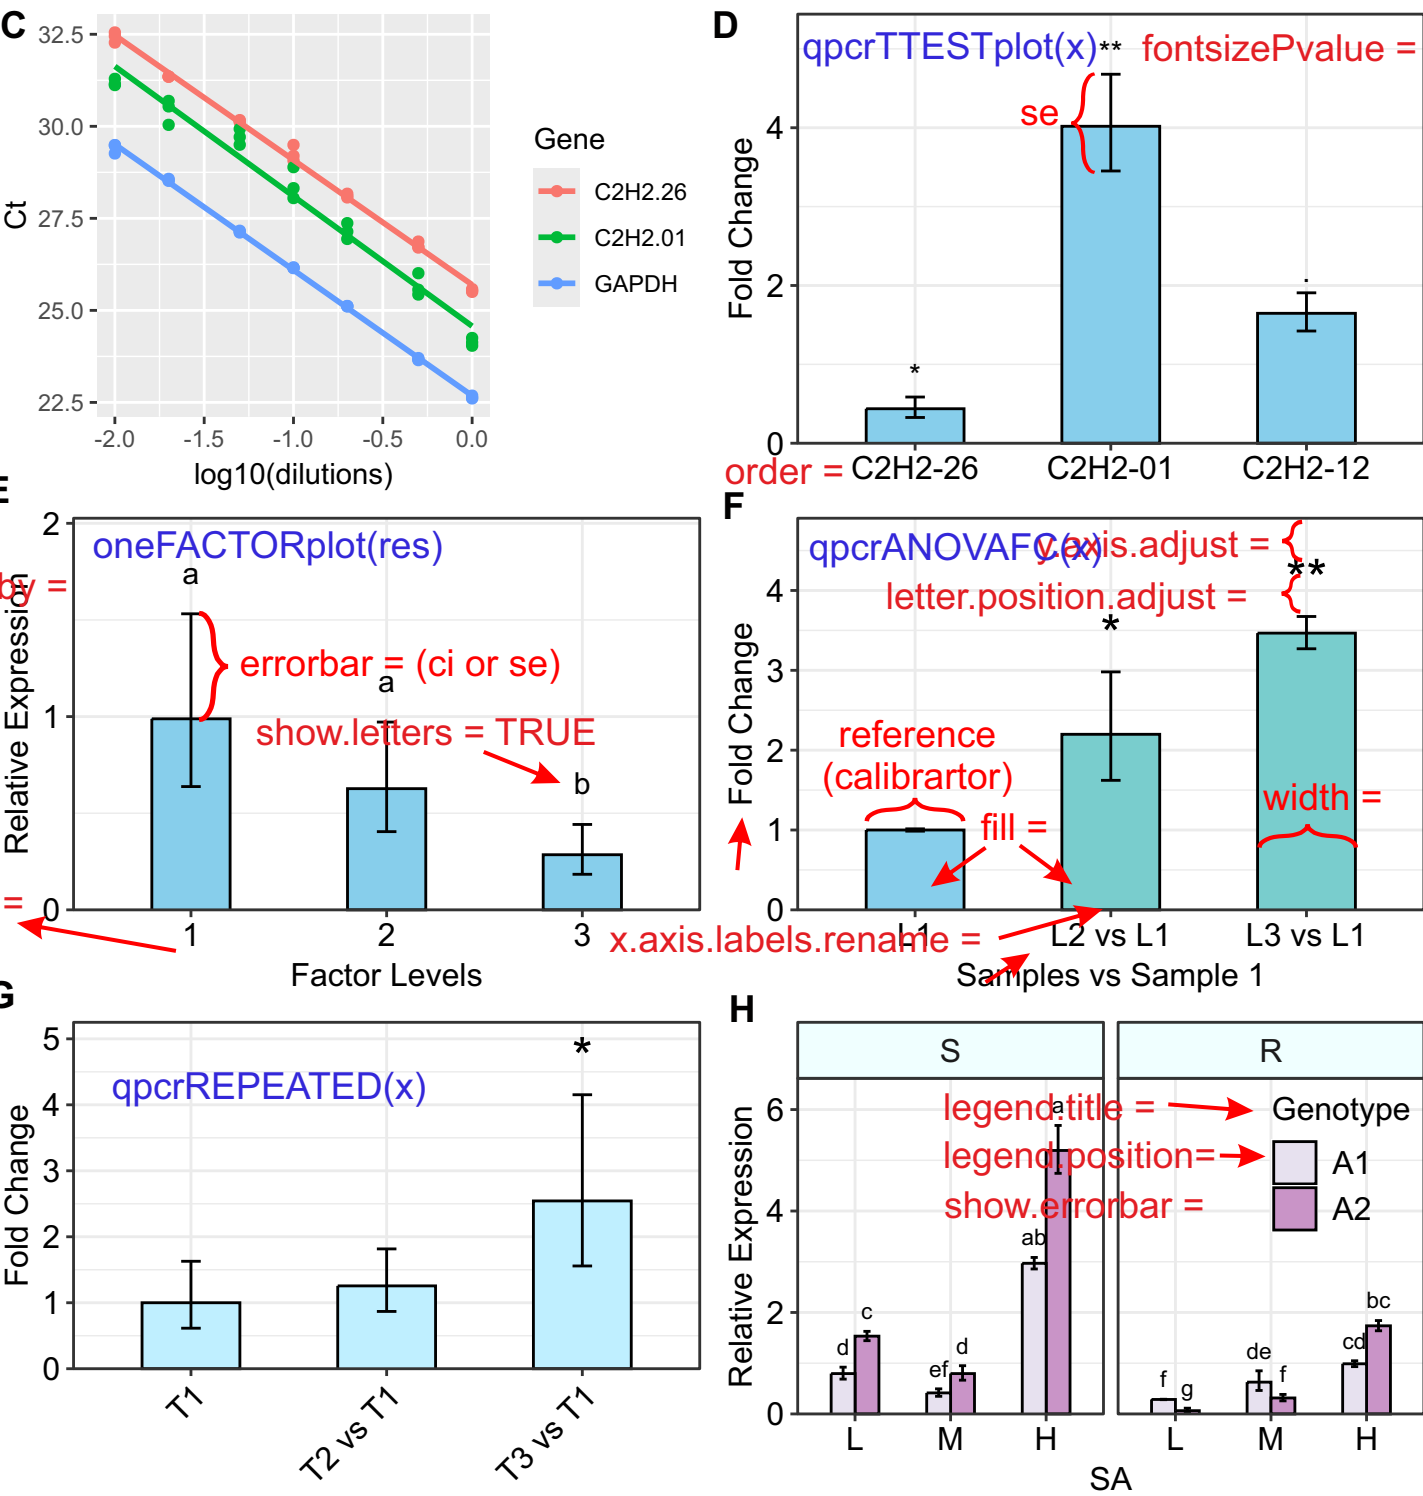 C
32.5
30.0
27.5
25.0
22.5
Ct
-2.0 -1.5 -1.0 -0.5 0.0
log10(dilutions)
Gene
C2H2.26
C2H2.01
GAPDH
D
qpcrTTESTplot(x)
**
fontsizePvalue =
se
4
2
0
Fold Change
*
.
order =
C2H2-26 C2H2-01 C2H2-12
E
2
1
0
oneFACTORplot(res)
by =
Relative Expression
a
errorbar = (ci or se)
a
show.letters = TRUE
b
=
1 2 3
Factor Levels
F
qpcrANOVAFC(x)
y.axis.adjust =
**
letter.position.adjust =
*
4
3
2
1
0
Fold Change
reference
(calibrartor)
fill =
width =
x.axis.labels.rename =
L1 L2 vs L1 L3 vs L1
Samples vs Sample 1
G
5
4
3
2
1
0
Fold Change
qpcrREPEATED(x)
*
T1
T2 vs T1
T3 vs T1
H
S R
6
4
2
0
Relative Expression
legend.title =
Genotype
legend.position=
A1
show.errorbar =
A2
d c ef d ab a
f g de f cd bc
L M H L M H
SA